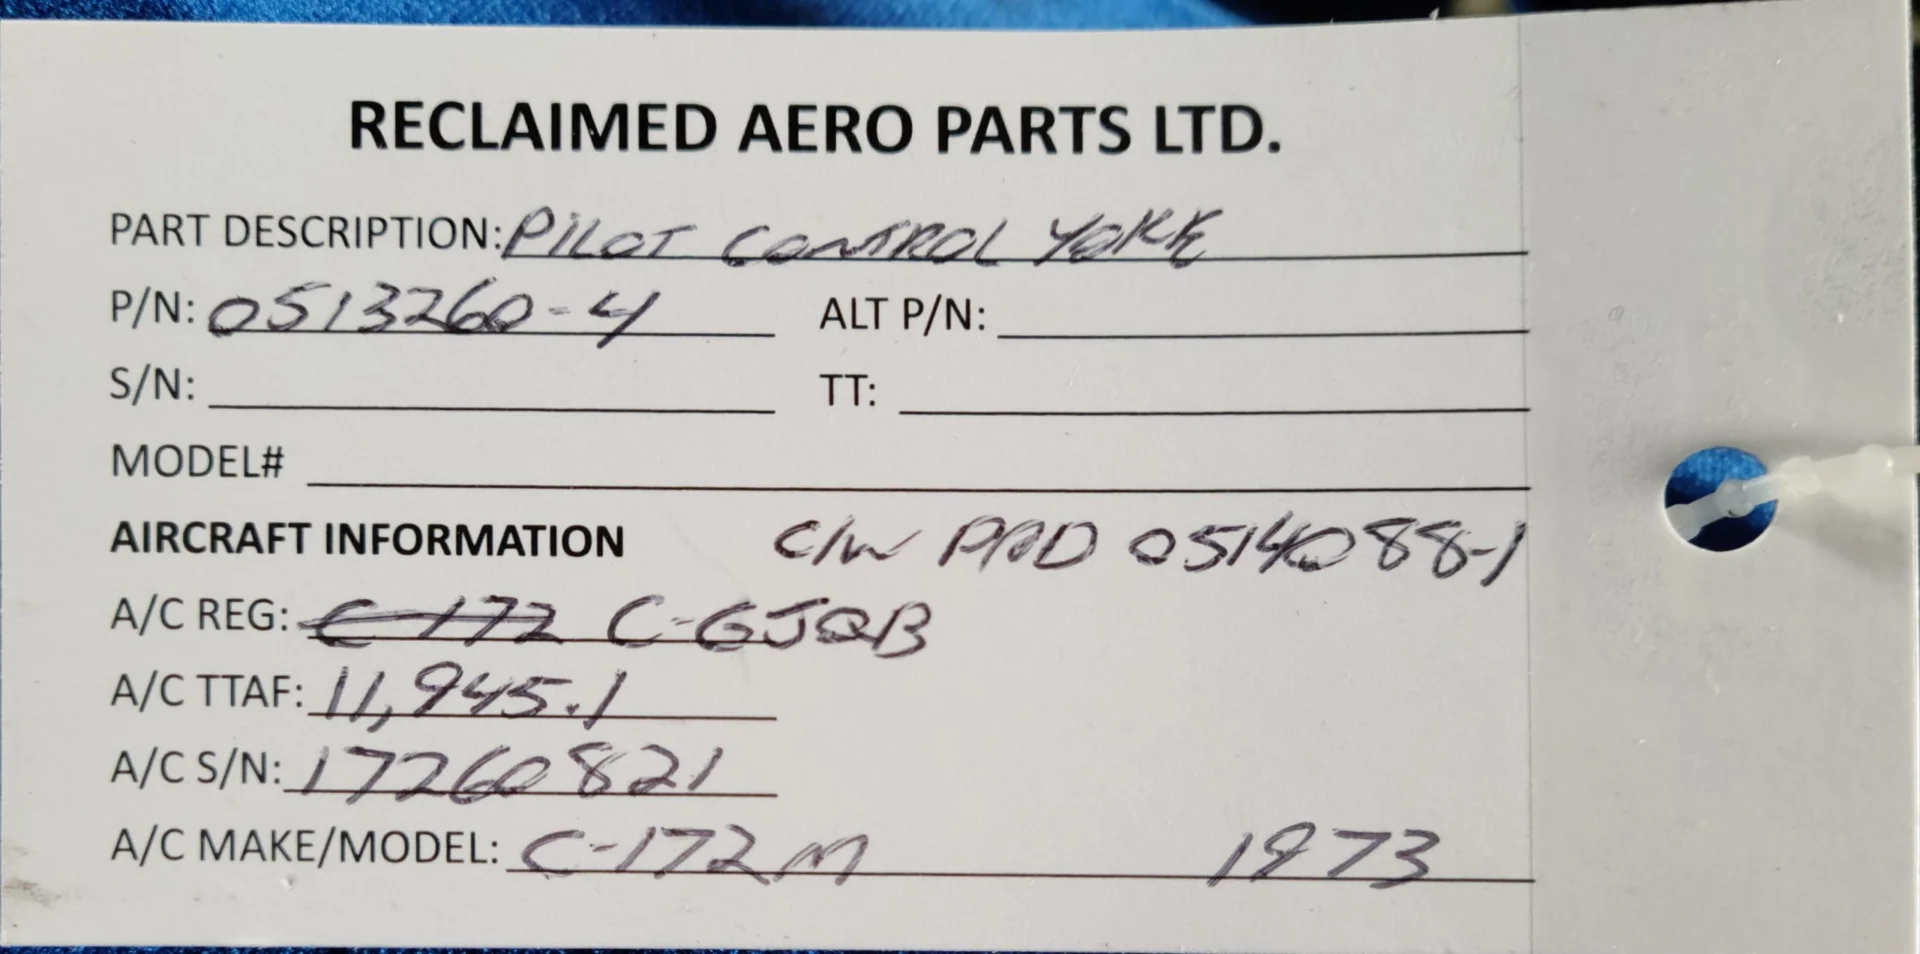 RECLAIMED AERO PARTS LTD.
PART DESCRIPTION: PILOT CONTROL YOKE
P/N: 0513260-4 ALT P/N:
S/N: TT:
MODEL#
AIRCRAFT INFORMATION C/W PAD 0514088-1
A/C REG: C-172 C-GJQB
A/C TTAF: 11,945.1
A/C S/N: 17260821
A/C MAKE/MODEL: C-172M 1973